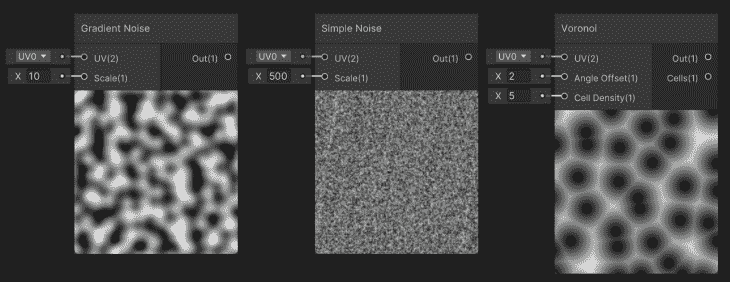 Gradient Noise
UV0 UV(2) Out(1)
X 10 Scale(1)
Simple Noise
UV0 UV(2) Out(1)
X 500 Scale(1)
Voronoi
UV0 UV(2) Out(1)
X 2 Angle Offset(1) Cells(1)
X 5 Cell Density(1)